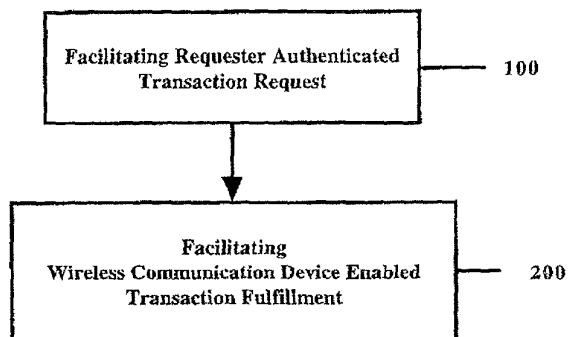 Facilitating Requester Authenticated
Transaction Request
100
Facilitating
Wireless Communication Device Enabled
Transaction Fulfillment
200